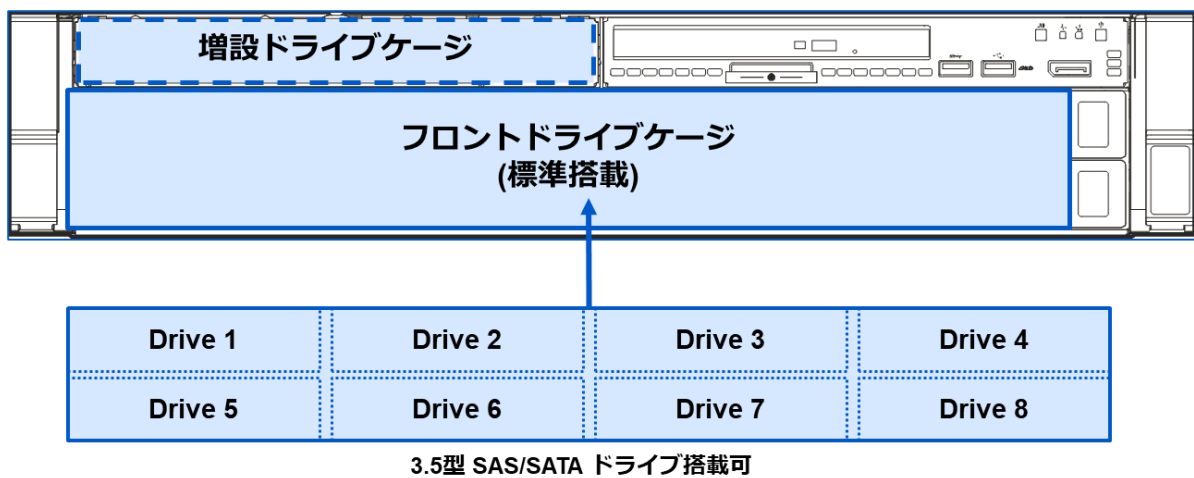 増設ドライブケージ
フロントドライブケージ
(標準搭載)
Drive 1
Drive 2
Drive 3
Drive 4
Drive 5
Drive 6
Drive 7
Drive 8
3.5型 SAS/SATA ドライブ搭載可